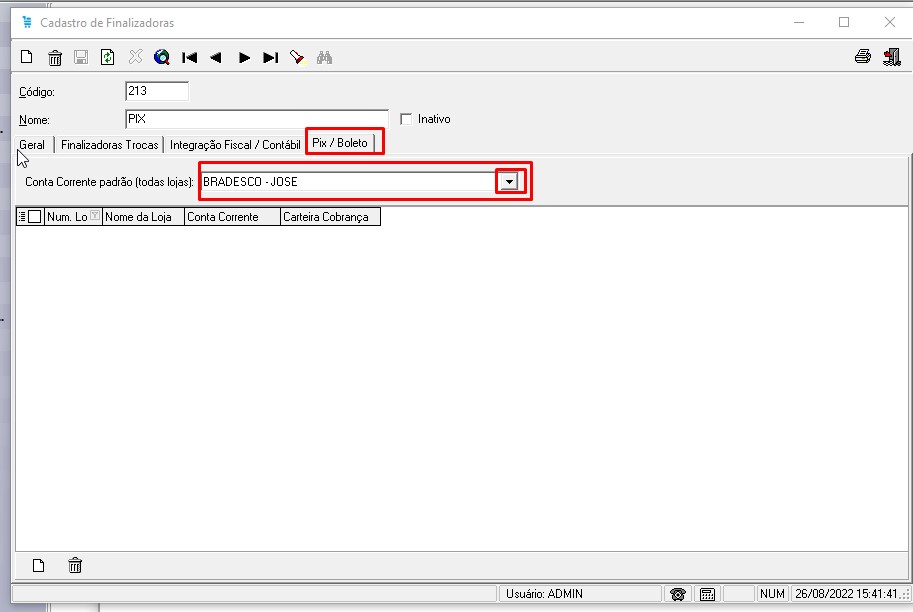 Cadastro de Finalizadoras
Código: 213
Nome: PIX Inativo
Geral Finalizadoras Trocas Integração Fiscal / Contábil Pix / Boleto
Conta Corrente padrão (todas lojas): BRADESCO - JOSE
Num. Lo Nome da Loja Conta Corrente Carteira Cobrança
Usuário: ADMIN NUM 26/08/2022 15:41:41